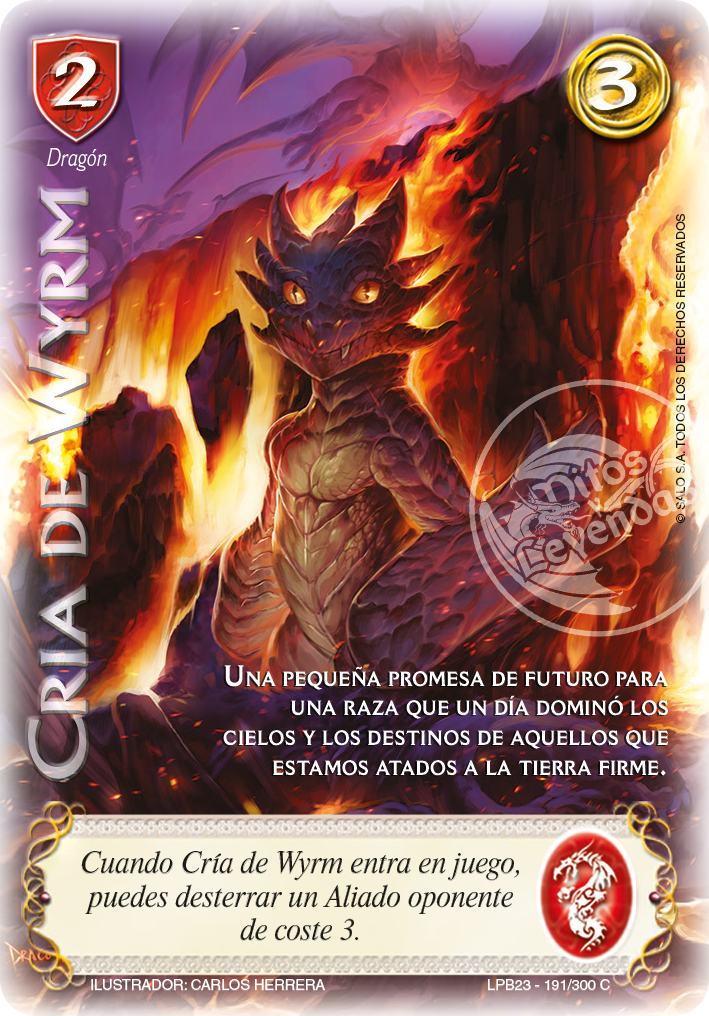 2
3
Dragón
CRIA DE WYRM
© SALO S.A. TODOS LOS DERECHOS RESERVADOS
Mitos
y
Leyendas
UNA PEQUEÑA PROMESA DE FUTURO PARA
UNA RAZA QUE UN DÍA DOMINÓ LOS
CIELOS Y LOS DESTINOS DE AQUELLOS QUE
ESTAMOS ATADOS A LA TIERRA FIRME.
Cuando Cría de Wyrm entra en juego,
puedes desterrar un Aliado oponente
de coste 3.
DRACO
ILUSTRADOR: CARLOS HERRERA
LPB23 - 191/300 C